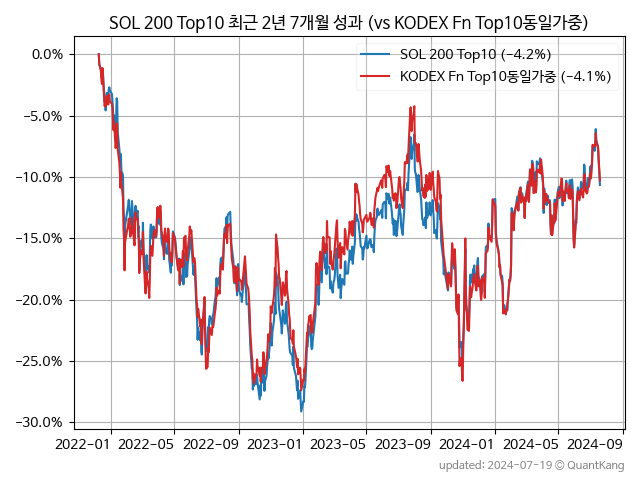 SOL 200 Top10 최근 2년 7개월 성과 (vs KODEX Fn Top10동일가중)
SOL 200 Top10 (−4.2%)
KODEX Fn Top10동일가중 (−4.1%)
0.0%
−5.0%
−10.0%
−15.0%
−20.0%
−25.0%
−30.0%
2022-01 2022-05 2022-09 2023-01 2023-05 2023-09 2024-01 2024-05 2024-09
updated: 2024-07-19 © QuantKang